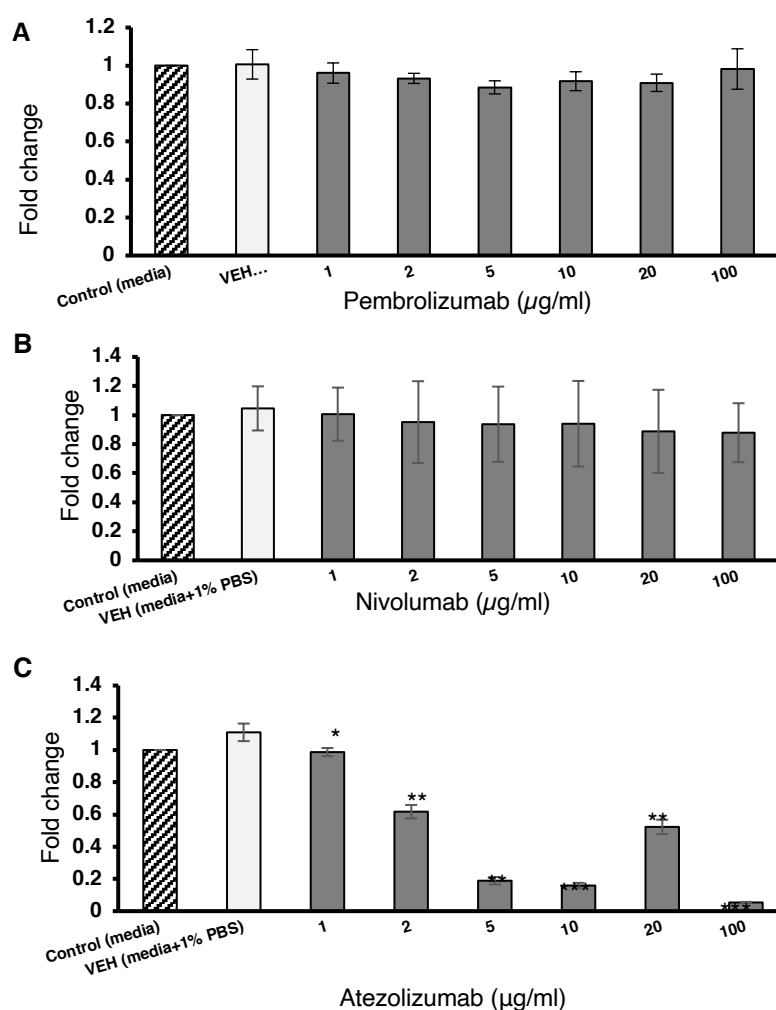 A
Fold change
1.2
1
0.8
0.6
0.4
0.2
0
Control (media) VEH... 1 2 5 10 20 100
Pembrolizumab (µg/ml)
B
Fold change
1.4
1.2
1
0.8
0.6
0.4
0.2
0
Control (media) VEH (media+1% PBS) 1 2 5 10 20 100
Nivolumab (µg/ml)
C
Fold change
1.4
1.2
1
0.8
0.6
0.4
0.2
0
* ** ** *** ** ***
Control (media) VEH (media+1% PBS) 1 2 5 10 20 100
Atezolizumab (µg/ml)